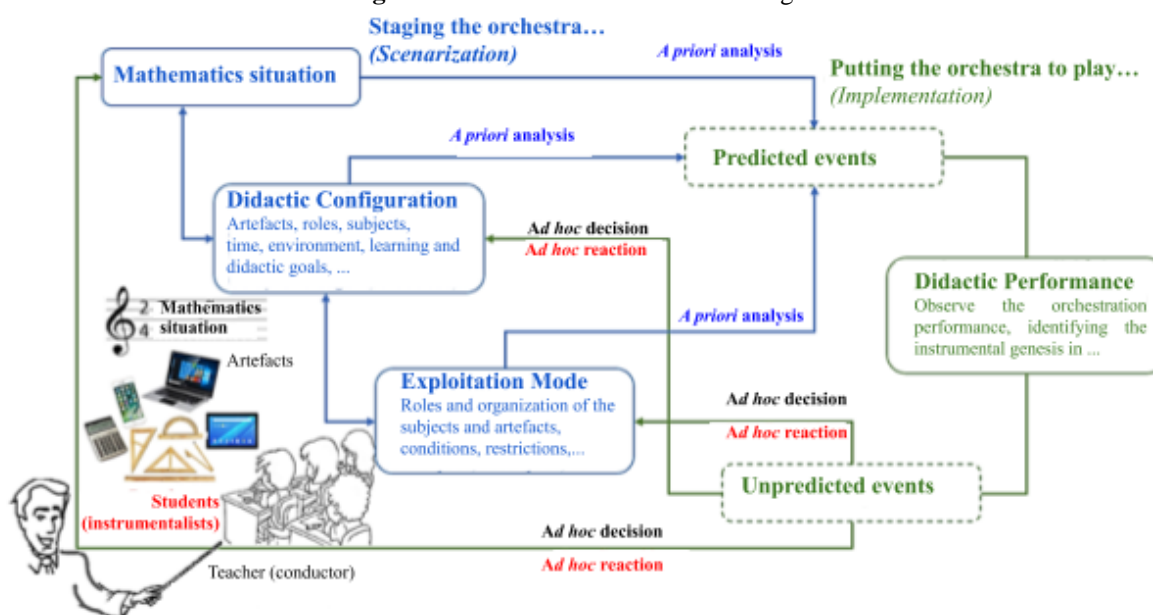 Staging the orchestra…
(Scenarization)
A priori analysis
Mathematics situation
Putting the orchestra to play…
(Implementation)
A priori analysis
Predicted events
Didactic Configuration
Artefacts, roles, subjects,
time, environment, learning and
didactic goals, ...
Ad hoc decision
Ad hoc reaction
Didactic Performance
Observe the orchestration
performance, identifying the
instrumental genesis in ...
2 4
Mathematics
situation
A priori analysis
Artefacts
Exploitation Mode
Roles and organization of the
subjects and artefacts,
conditions, restrictions,...
Ad hoc decision
Ad hoc reaction
Unpredicted events
Students
(instrumentalists)
Ad hoc decision
Teacher (conductor)
Ad hoc reaction